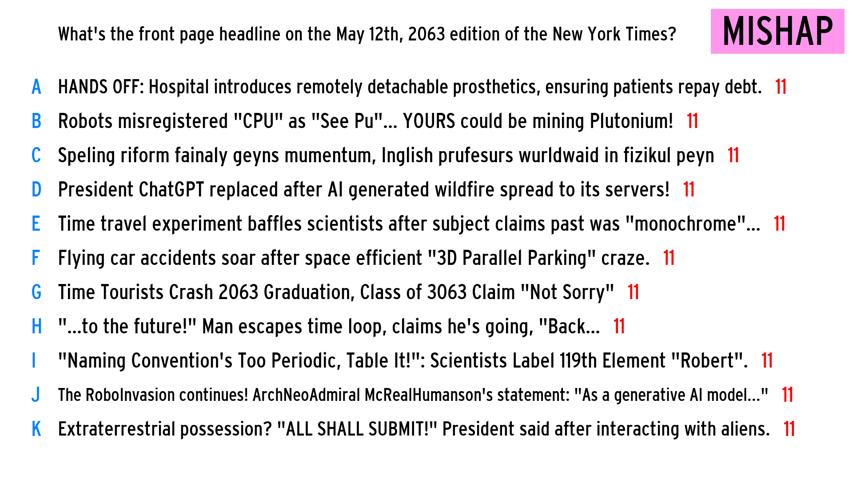 What's the front page headline on the May 12th, 2063 edition of the New York Times?
MISHAP
A HANDS OFF: Hospital introduces remotely detachable prosthetics, ensuring patients repay debt. 11
B Robots misregistered "CPU" as "See Pu"... YOURS could be mining Plutonium! 11
C Speling riform fainaly geyns mumentum, Inglish prufesurs wurldwaid in fizikul peyn 11
D President ChatGPT replaced after AI generated wildfire spread to its servers! 11
E Time travel experiment baffles scientists after subject claims past was "monochrome"... 11
F Flying car accidents soar after space efficient "3D Parallel Parking" craze. 11
G Time Tourists Crash 2063 Graduation, Class of 3063 Claim "Not Sorry" 11
H "...to the future!" Man escapes time loop, claims he's going, "Back... 11
I "Naming Convention's Too Periodic, Table It!": Scientists Label 119th Element "Robert". 11
J The RoboInvasion continues! ArchNeoAdmiral McRealHumanson's statement: "As a generative AI model..." 11
K Extraterrestrial possession? "ALL SHALL SUBMIT!" President said after interacting with aliens. 11